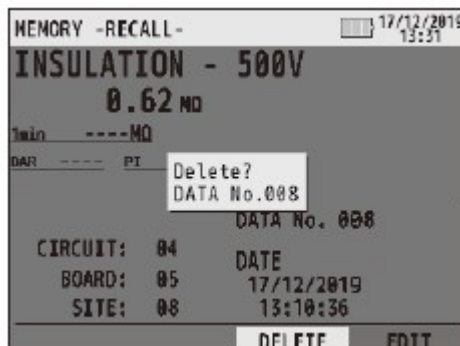 MEMORY -RECALL-
17/12/2019
13:31
INSULATION - 500V
0.62 MΩ
1min ----MΩ
DAR ---- PI
Delete?
DATA No.008
DATA No. 008
CIRCUIT: 04
BOARD: 05
SITE: 08
DATE
17/12/2019
13:10:36
DELETE EDIT